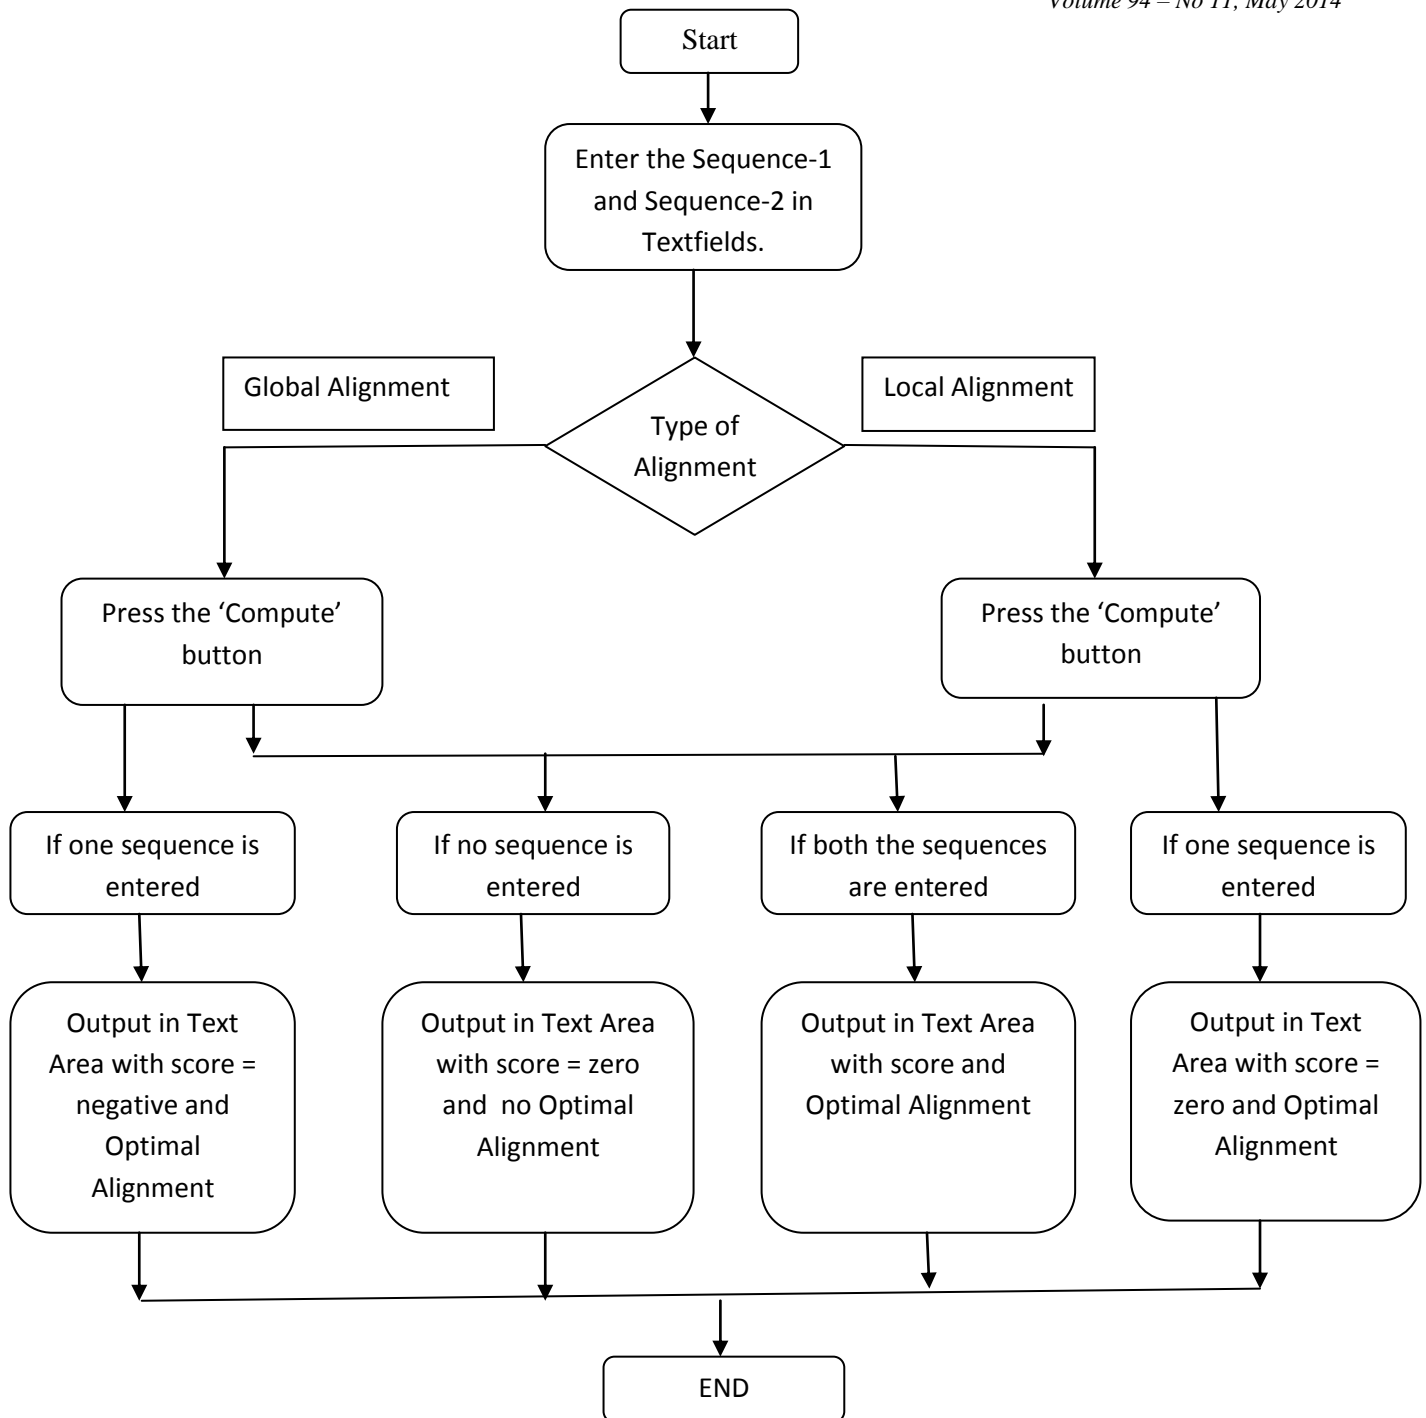 Volume 94 – No 11, May 2014
Start
Enter the Sequence-1
and Sequence-2 in
Textfields.
Global Alignment
Local Alignment
Type of
Alignment
Press the ‘Compute’
button
Press the ‘Compute’
button
If one sequence is
entered
If no sequence is
entered
If both the sequences
are entered
If one sequence is
entered
Output in Text
Area with score =
negative and
Optimal
Alignment
Output in Text Area
with score = zero
and  no Optimal
Alignment
Output in Text Area
with score and
Optimal Alignment
Output in Text
Area with score =
zero and Optimal
Alignment
END